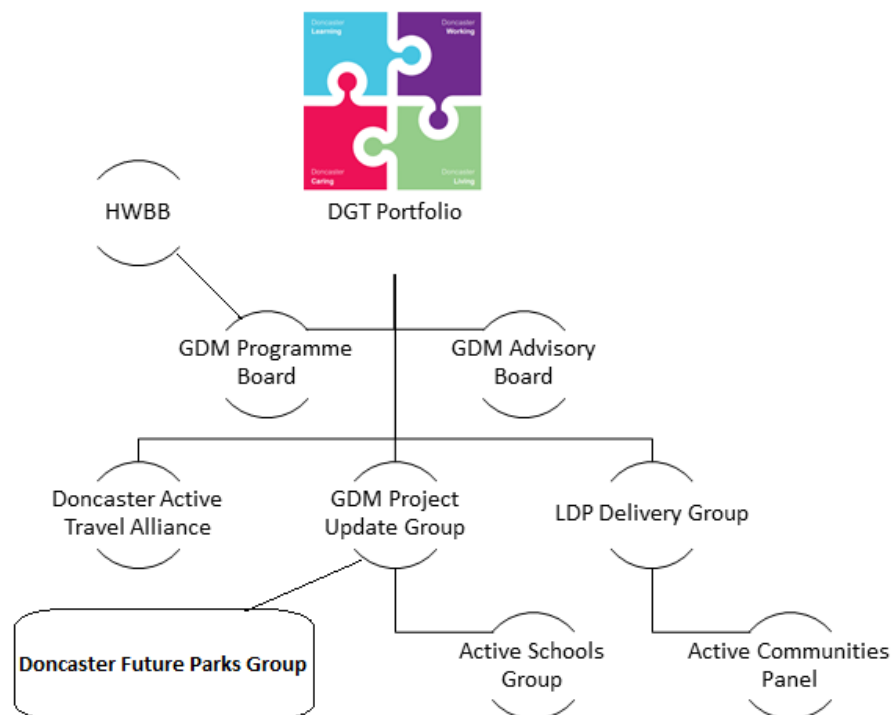 Doncaster
Learning
Doncaster
Working
Doncaster
Caring
Doncaster
Living
HWBB
DGT Portfolio
GDM Programme
Board
GDM Advisory
Board
Doncaster Active
Travel Alliance
GDM Project
Update Group
LDP Delivery Group
Doncaster Future Parks Group
Active Schools
Group
Active Communities
Panel